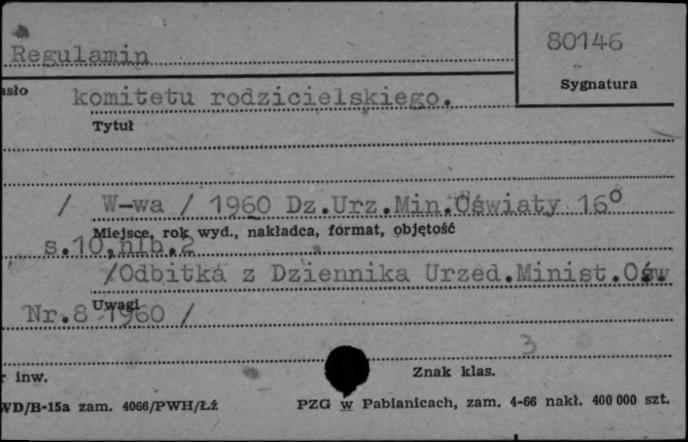 Regulamin
80146
Sygnatura
komitetu rodzicielskiego.
Tytuł
/ W-wa / 1960 Dz.Urz.Min.Oświaty 16°
Miejsce, rok wyd., nakładca, format, objętość
s.10,nlb.2
/Odbitka z Dziennika Urzed.Minist.Ośw
Uwagi
Nr.8 1960 /
3
inw.
Znak klas.
WD/B-15a zam. 4066/PWH/Łź
PZG w Pabianicach, zam. 4-66 nakł. 400 000 szt.